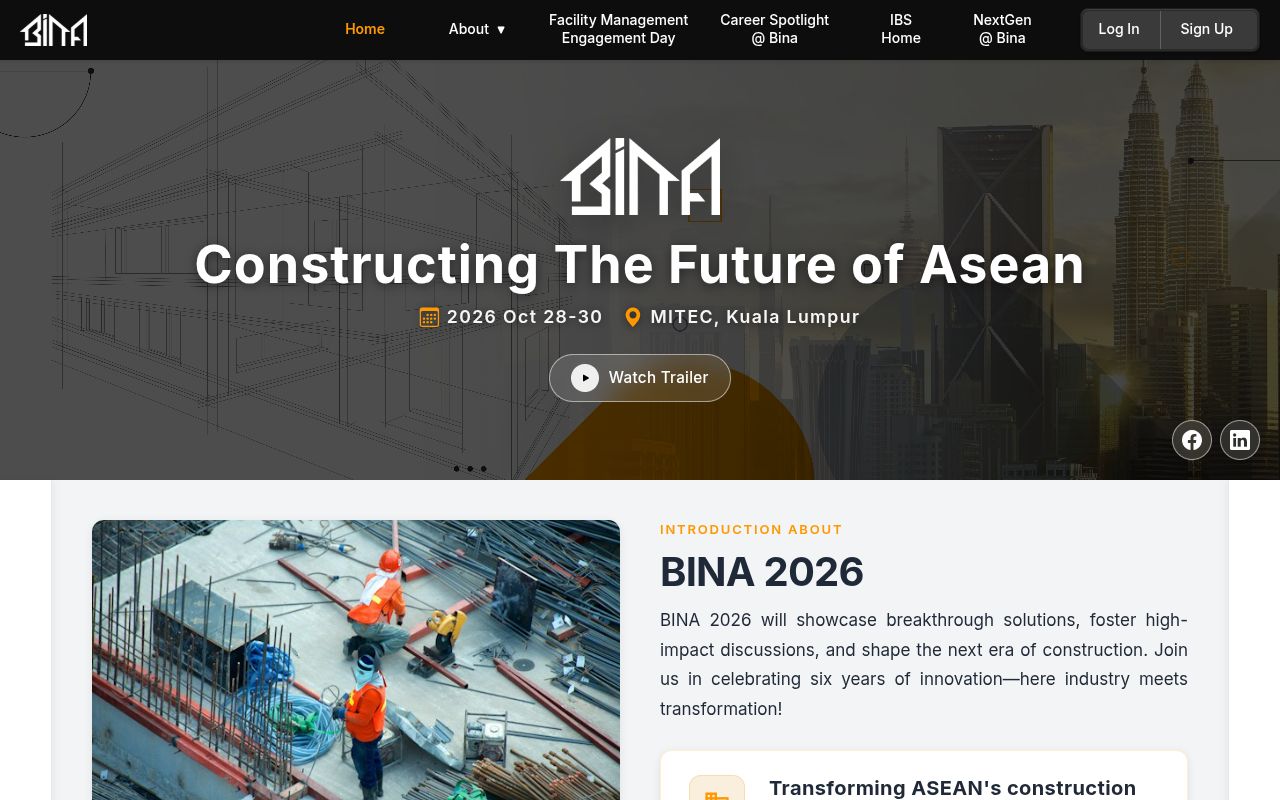 BINA
Home
About ▼
Facility Management
Engagement Day
Career Spotlight
@ Bina
IBS
Home
NextGen
@ Bina
Log In
Sign Up
BINA
Constructing The Future of Asean
2026 Oct 28-30
MITEC, Kuala Lumpur
Watch Trailer
INTRODUCTION ABOUT
BINA 2026
BINA 2026 will showcase breakthrough solutions, foster high-
impact discussions, and shape the next era of construction. Join
us in celebrating six years of innovation—here industry meets
transformation!
Transforming ASEAN's construction